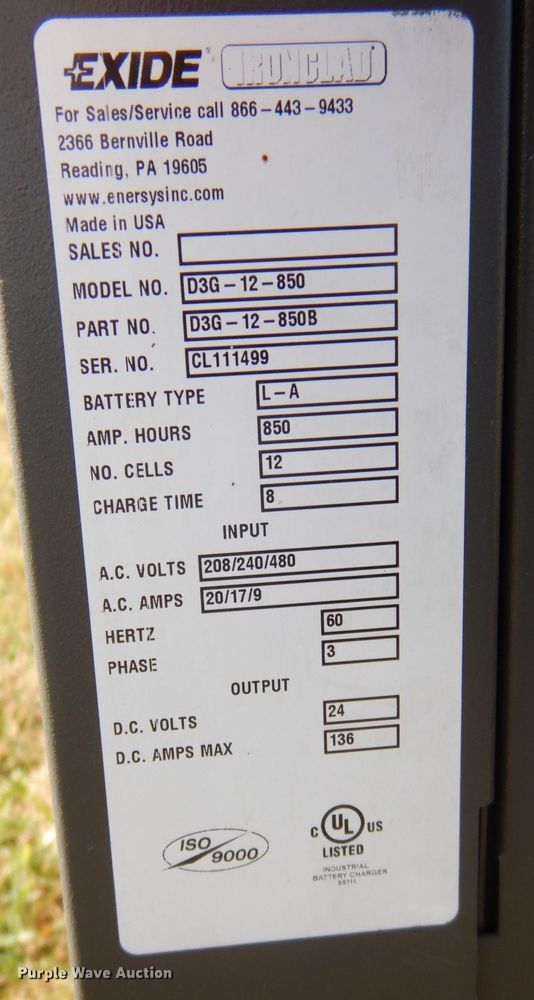 EXIDE® IRONCLAD
For Sales/Service call 866-443-9433
2366 Bernville Road
Reading, PA 19605
www.enersysinc.com
Made in USA
SALES NO.
MODEL NO. D3G-12-850
PART NO. D3G-12-850B
SER. NO. CL111499
BATTERY TYPE L-A
AMP. HOURS 850
NO. CELLS 12
CHARGE TIME 8
INPUT
A.C. VOLTS 208/240/480
A.C. AMPS 20/17/9
HERTZ 60
PHASE 3
OUTPUT
D.C. VOLTS 24
D.C. AMPS MAX 136
ISO 9000
C UL US
LISTED
INDUSTRIAL
BATTERY CHARGER
Purple Wave Auction